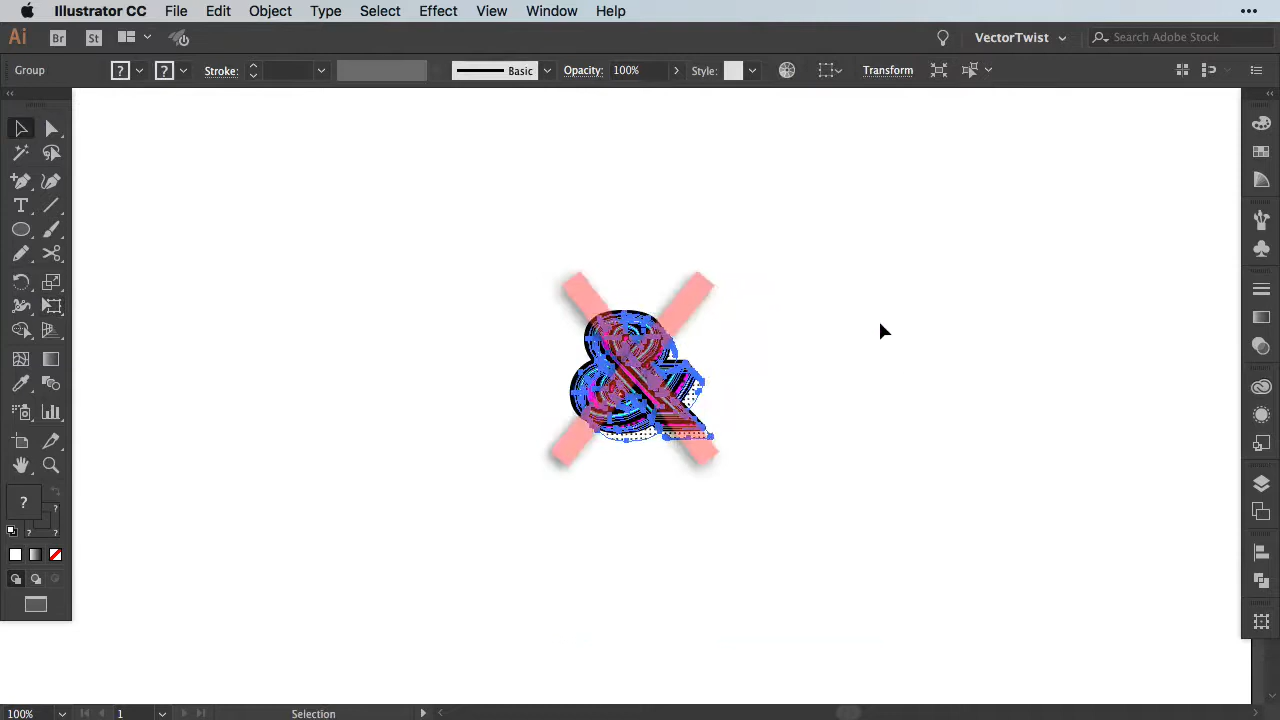 Illustrator CC File Edit Object Type Select Effect View Window Help
Ai Br St VectorTwist Search Adobe Stock
Group ? ? Stroke: Basic Opacity: 100% Style: Transform
T
&
?
?
? ?
100% 1 Selection